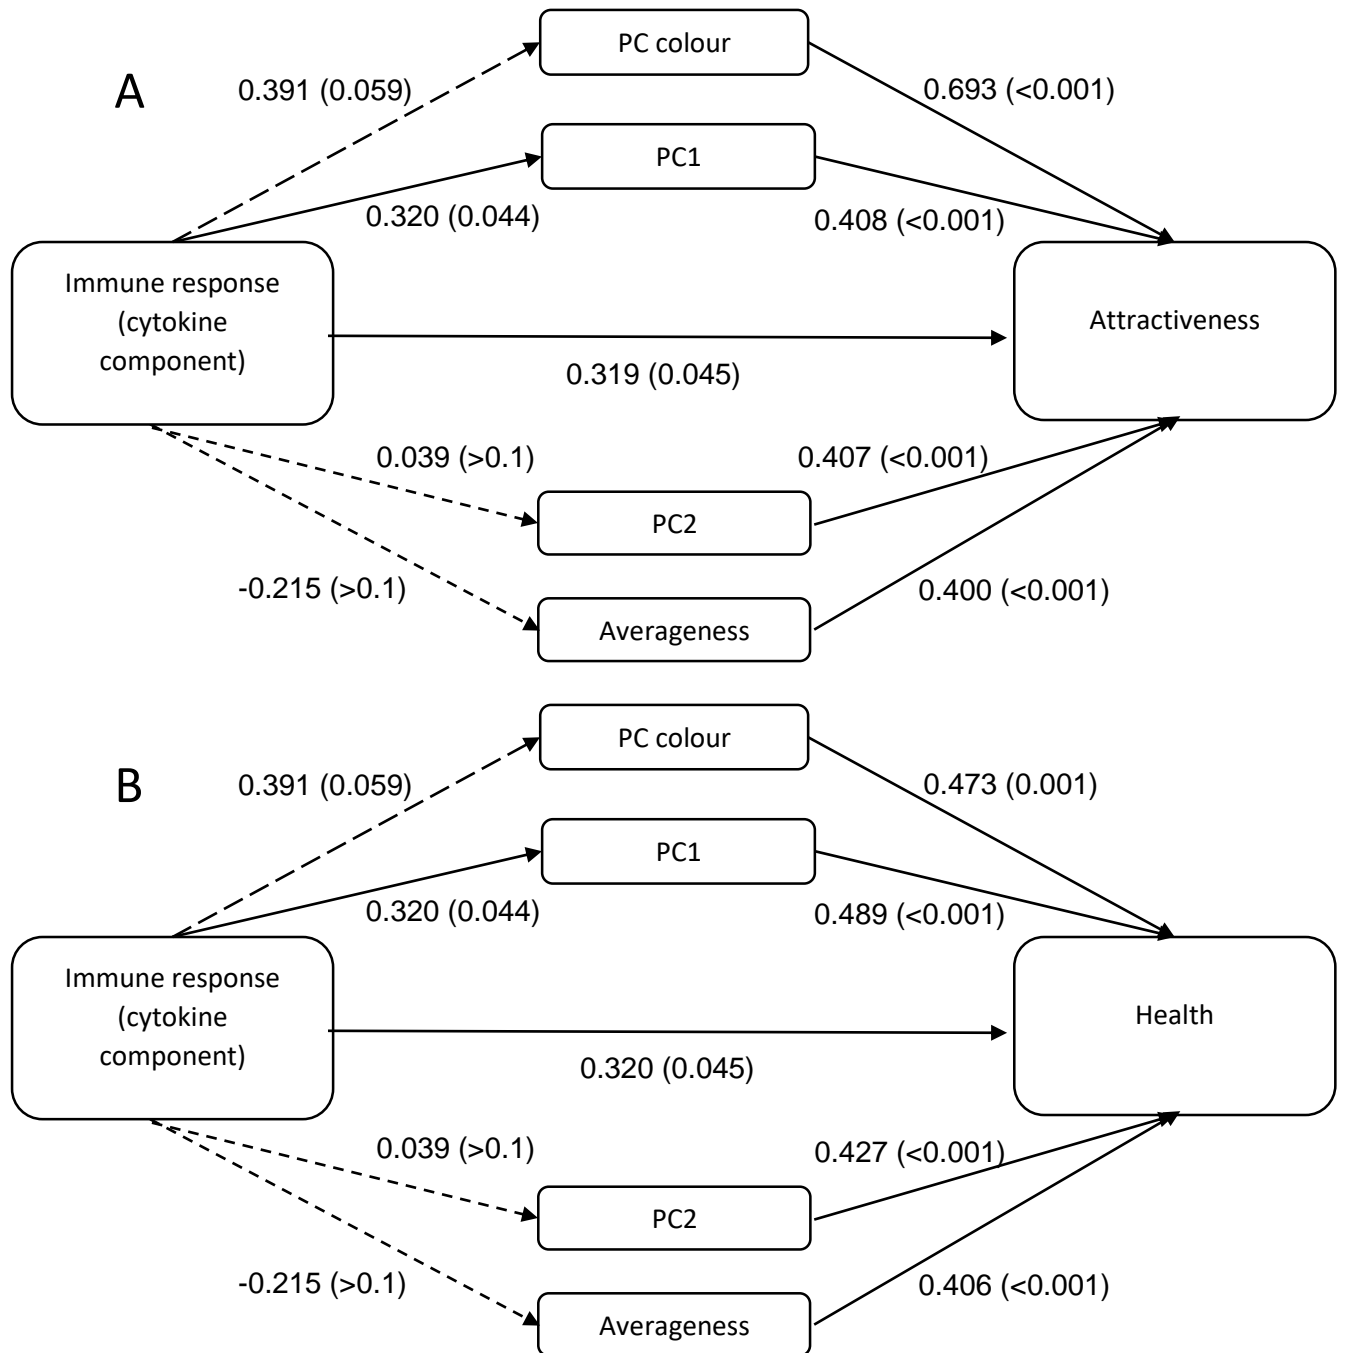 PC colour
A
0.391 (0.059)
0.693 (<0.001)
PC1
0.320 (0.044)
0.408 (<0.001)
Immune response
(cytokine
component)
Attractiveness
0.319 (0.045)
0.039 (>0.1)
0.407 (<0.001)
PC2
-0.215 (>0.1)
0.400 (<0.001)
Averageness
PC colour
B
0.391 (0.059)
0.473 (0.001)
PC1
0.320 (0.044)
0.489 (<0.001)
Immune response
(cytokine
component)
Health
0.320 (0.045)
0.039 (>0.1)
0.427 (<0.001)
PC2
-0.215 (>0.1)
0.406 (<0.001)
Averageness